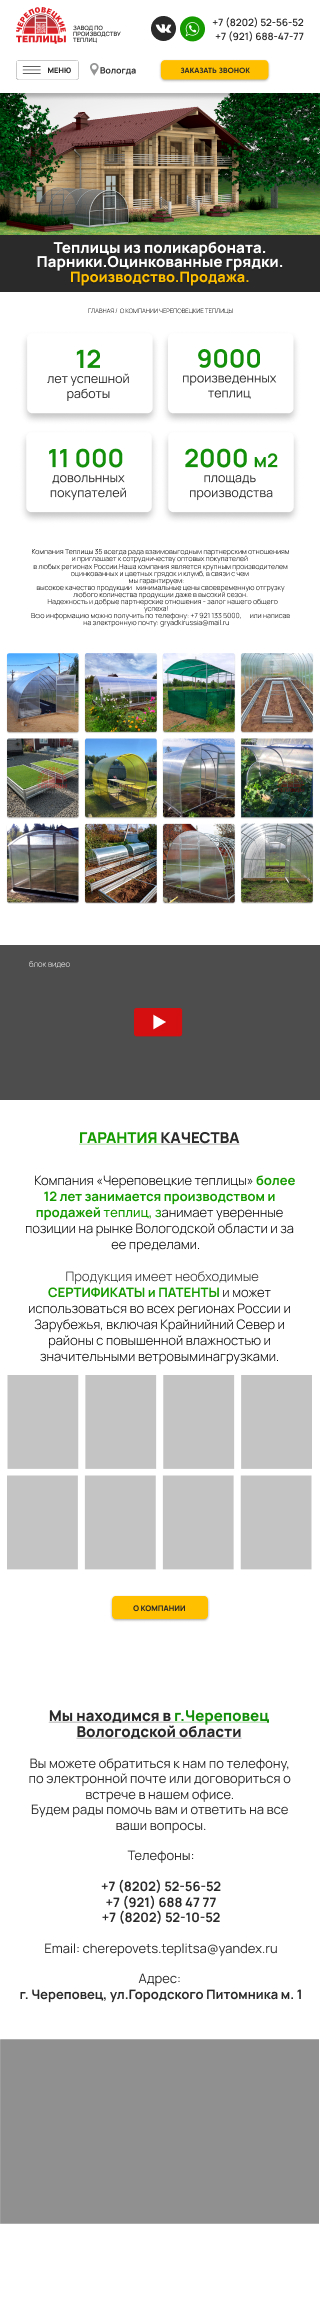 ЧЕРЕПОВЕЦКИЕ
ТЕПЛИЦЫ
ЗАВОД ПО
ПРОИЗВОДСТВУ
ТЕПЛИЦ
+7 (8202) 52-56-52
+7 (921) 688-47-77
МЕНЮ
Вологда
ЗАКАЗАТЬ ЗВОНОК
Теплицы из поликарбоната.
Парники.Оцинкованные грядки.
Производство.Продажа.
ГЛАВНАЯ / О КОМПАНИИ ЧЕРЕПОВЕЦКИЕ ТЕПЛИЦЫ
12
лет успешной
работы
9000
произведенных
теплиц
11 000
довольных
покупателей
2000 м2
площадь
производства
Компания Теплицы 35 всегда рада взаимовыгодным партнерским отношениям
и приглашает к сотрудничеству оптовых покупателей
в любых регионах России.Наша компания является крупным производителем
оцинкованных и цветных грядок и клумб, в связи с чем
мы гарантируем:
высокое качество продукции минимальные цены своевременную отгрузку
любого количества продукции даже в высокий сезон.
Надежность и добрые партнерские отношения - залог нашего общего
успеха!
Всю информацию можно получить по телефону: +7 921 135 5000, или написав
на электронную почту: gryadkirussia@mail.ru
блок видео
ГАРАНТИЯ КАЧЕСТВА
Компания «Череповецкие теплицы» более
12 лет занимается производством и
продажей теплиц, занимает уверенные
позиции на рынке Вологодской области и за
ее пределами.
Продукция имеет необходимые
СЕРТИФИКАТЫ и ПАТЕНТЫ и может
использоваться во всех регионах России и
Зарубежья, включая Крайнийний Север и
районы с повышенной влажностью и
значительными ветровыминагрузками.
О КОМПАНИИ
Мы находимся в г.Череповец
Вологодской области
Вы можете обратиться к нам по телефону,
по электронной почте или договориться о
встрече в нашем офисе.
Будем рады помочь вам и ответить на все
ваши вопросы.
Телефоны:
+7 (8202) 52-56-52
+7 (921) 688 47 77
+7 (8202) 52-10-52
Email: cherepovets.teplitsa@yandex.ru
Адрес:
г. Череповец, ул.Городского Питомника м. 1